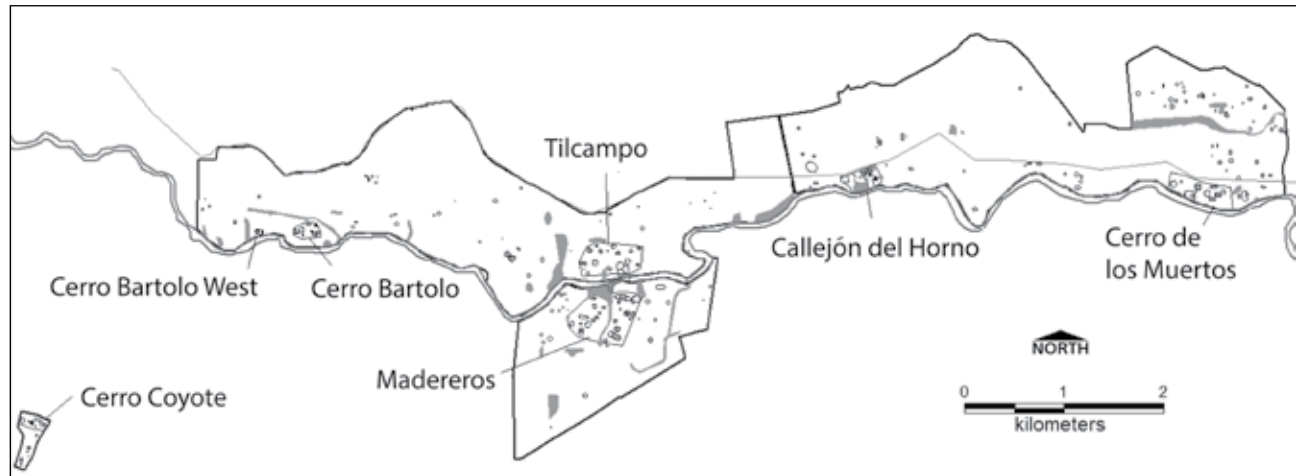 Tilcampo
Callejón del Horno
Cerro de
los Muertos
Cerro Bartolo West
Cerro Bartolo
Madereros
Cerro Coyote
NORTH
0 1 2
kilometers